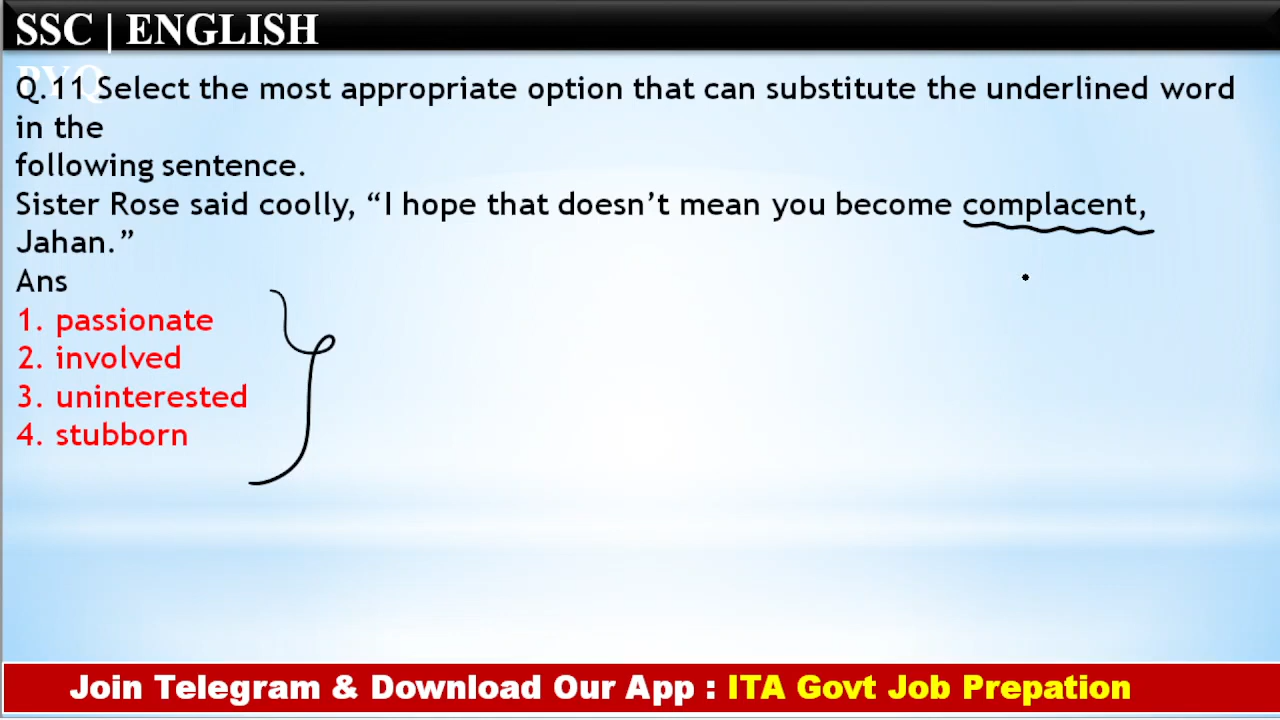 SSC | ENGLISH
PYQ
Q.11 Select the most appropriate option that can substitute the underlined word
in the
following sentence.
Sister Rose said coolly, “I hope that doesn’t mean you become complacent,
Jahan.”
Ans
1. passionate
2. involved
3. uninterested
4. stubborn
Join Telegram & Download Our App : ITA Govt Job Prepation